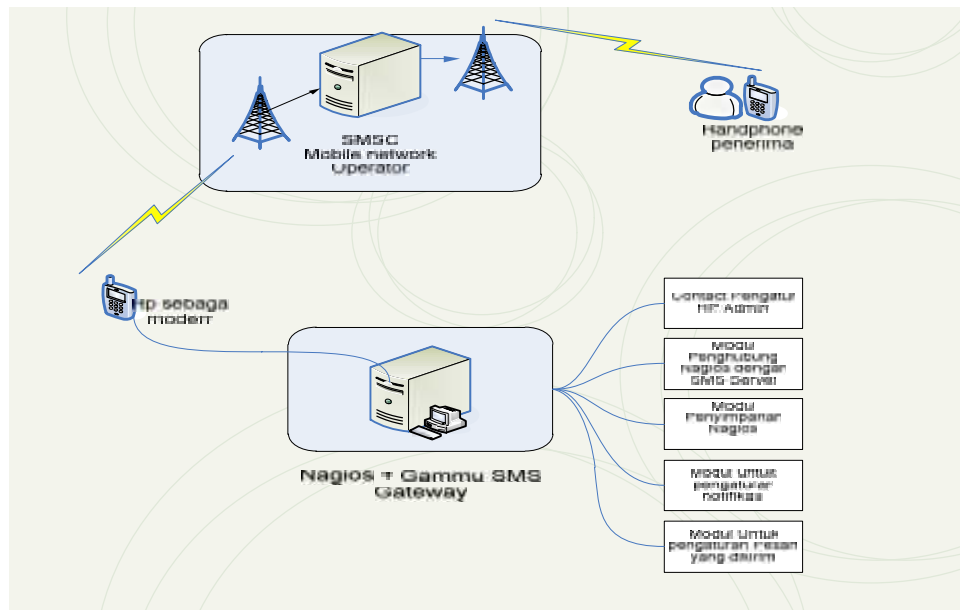 SMSC
Mobile network
Operator
Handphone
penerima
Hp sebaga
modem
Nagios + Gammu SMS
Gateway
Contact Pengatur
HP Admin
Modul
Penghubung
Nagios dengan
SMS Server
Modul
Penyimpanan
Nagios
Modul Untuk
pengaturan
notifikasi
Modul Untuk
pengaturan Pesan
yang dikirim